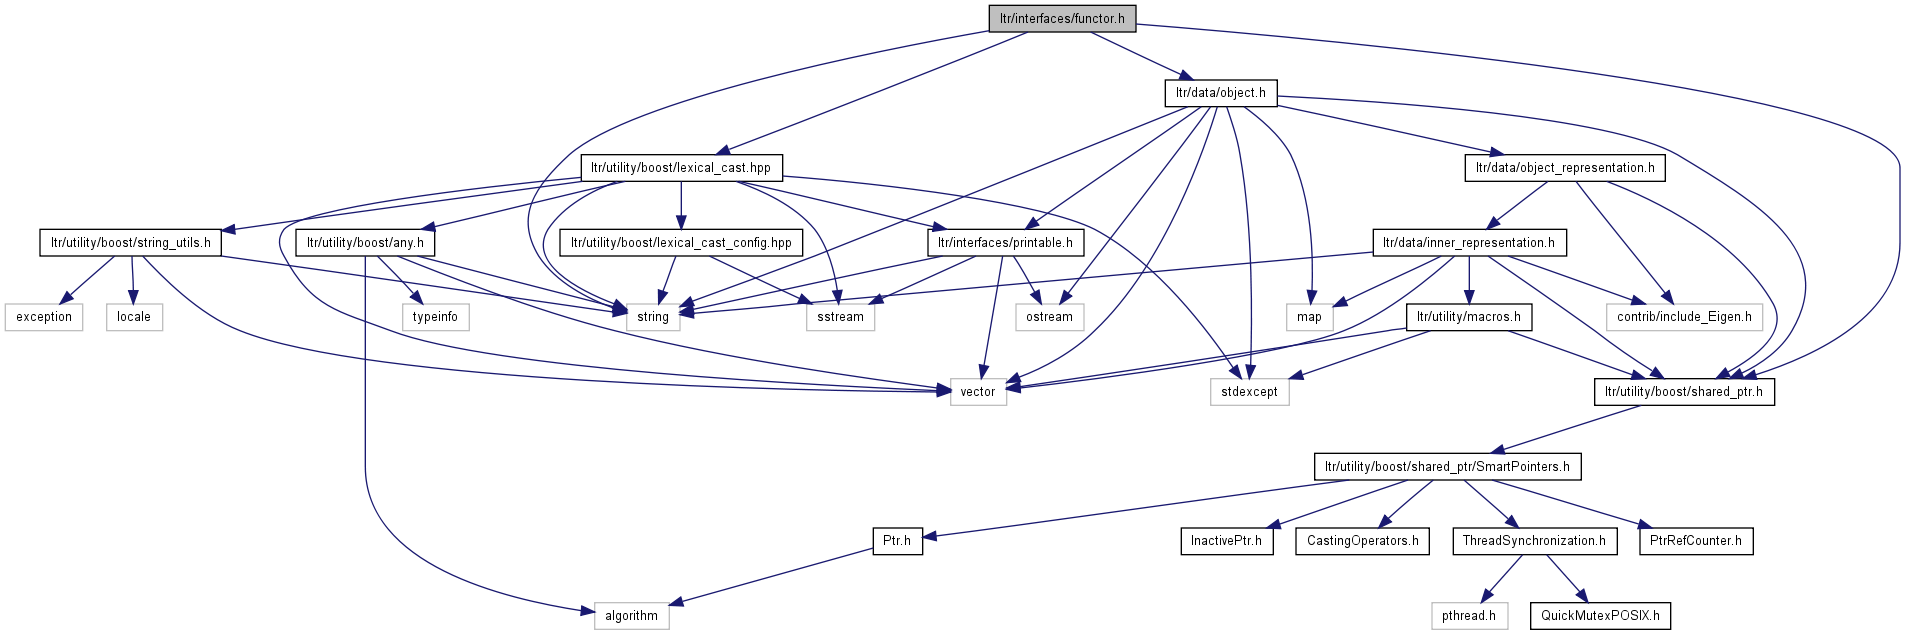 ltr/interfaces/functor.h
ltr/data/object.h
ltr/utility/boost/lexical_cast.hpp
ltr/data/object_representation.h
ltr/utility/boost/string_utils.h
ltr/utility/boost/any.h
ltr/utility/boost/lexical_cast_config.hpp
ltr/interfaces/printable.h
ltr/data/inner_representation.h
exception
locale
typeinfo
string
sstream
ostream
map
ltr/utility/macros.h
contrib/include_Eigen.h
vector
stdexcept
ltr/utility/boost/shared_ptr.h
ltr/utility/boost/shared_ptr/SmartPointers.h
Ptr.h
InactivePtr.h
CastingOperators.h
ThreadSynchronization.h
PtrRefCounter.h
algorithm
pthread.h
QuickMutexPOSIX.h